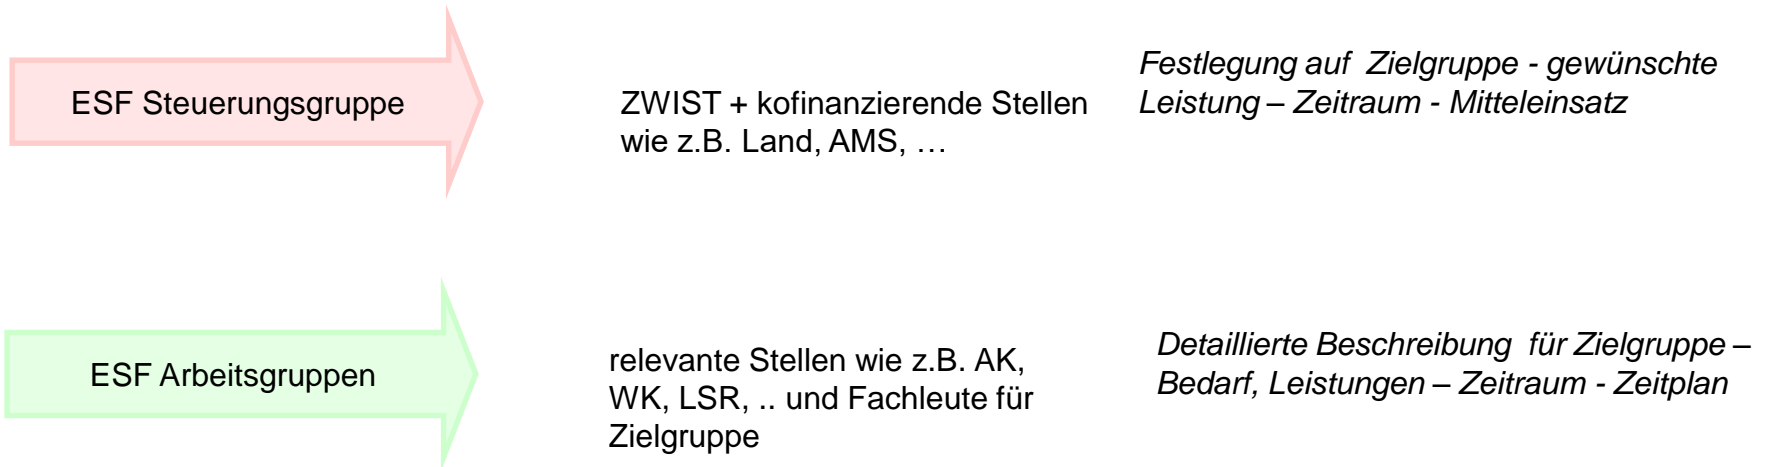 ESF Steuerungsgruppe
ZWIST + kofinanzierende Stellen
wie z.B. Land, AMS, …
Festlegung auf  Zielgruppe - gewünschte
Leistung – Zeitraum - Mitteleinsatz
ESF Arbeitsgruppen
relevante Stellen wie z.B. AK,
WK, LSR, .. und Fachleute für
Zielgruppe
Detaillierte Beschreibung  für Zielgruppe –
Bedarf, Leistungen – Zeitraum - Zeitplan